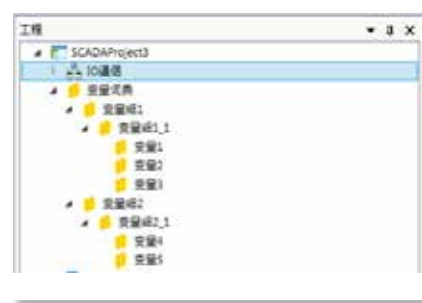 工程
SCADAProject3
IO通信
变量词典
变量组1
变量组1_1
变量1
变量2
变量3
变量组2
变量组2_1
变量4
变量5